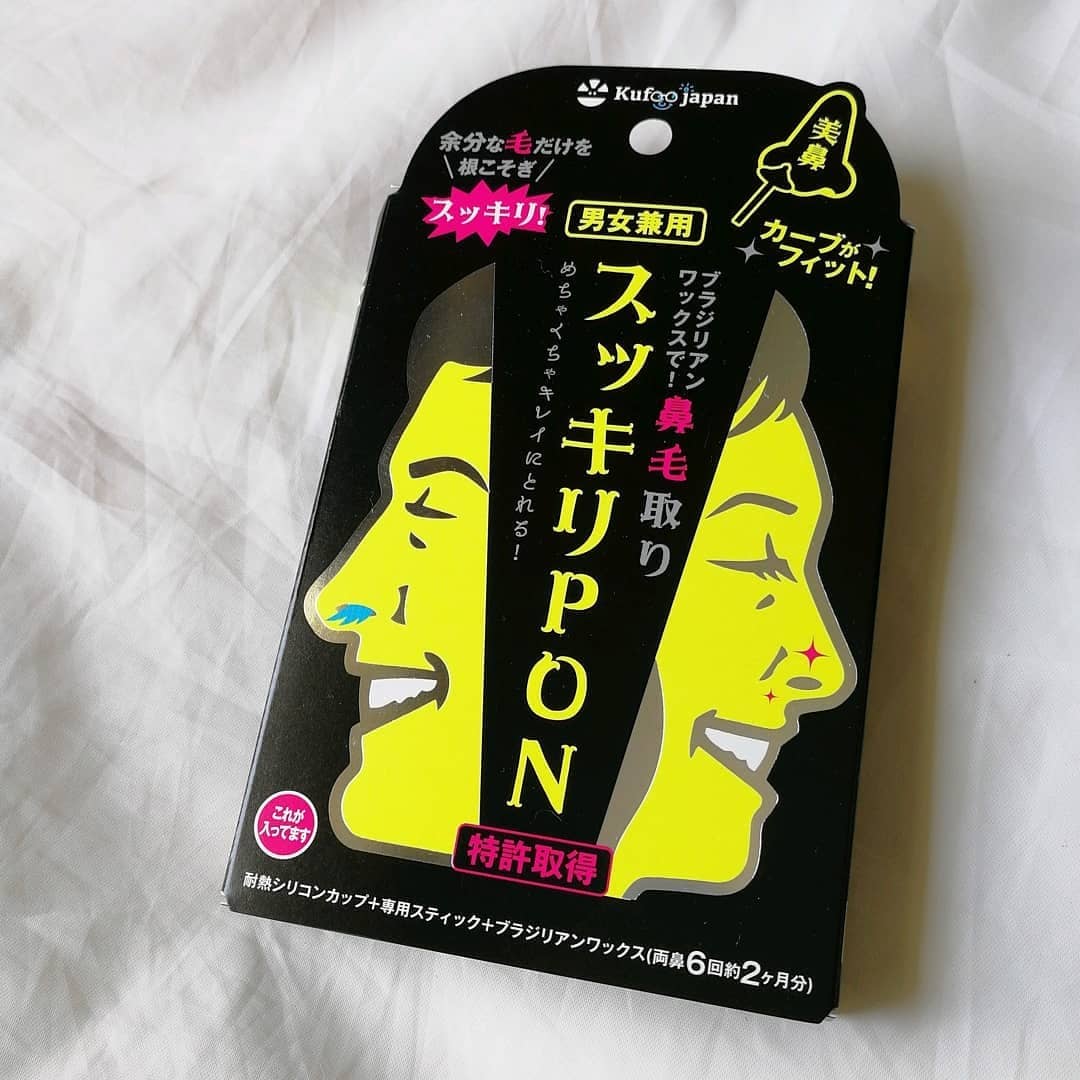 Kufoo japan
余分な毛だけを
根こそぎ
スッキリ!
男女兼用
美鼻
カーブが
フィット!
ブラジリアン
ワックスで!
鼻毛取り
スッキリPON
めちゃくちゃキレイにとれる!
特許取得
これが
入ってます
耐熱シリコンカップ+専用スティック+ブラジリアンワックス(両鼻6回約2ヶ月分)